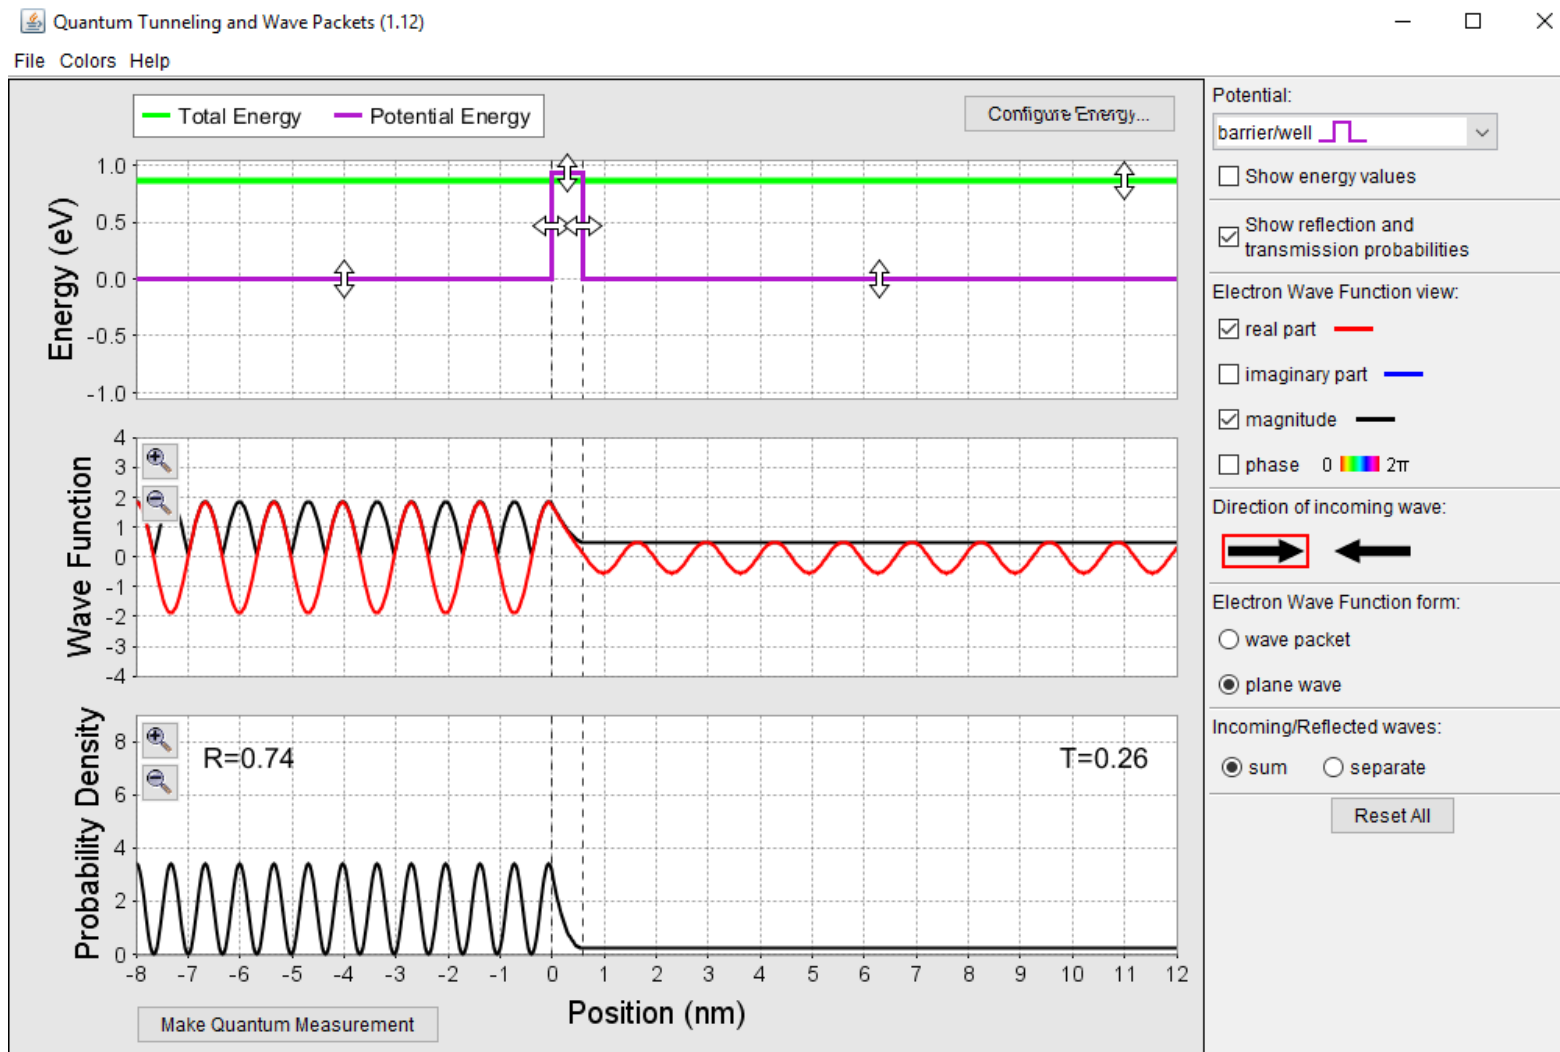 Quantum Tunneling and Wave Packets (1.12)
File Colors Help
Total Energy
Potential Energy
Configure Energy...
Energy (eV)
1.0
0.5
0.0
-0.5
-1.0
Wave Function
4
3
2
1
0
-1
-2
-3
-4
Probability Density
8
6
4
2
0
R=0.74
T=0.26
-8 -7 -6 -5 -4 -3 -2 -1 0 1 2 3 4 5 6 7 8 9 10 11 12
Position (nm)
Make Quantum Measurement
Potential:
barrier/well
Show energy values
Show reflection and
transmission probabilities
Electron Wave Function view:
real part
imaginary part
magnitude
phase 0 2π
Direction of incoming wave:
Electron Wave Function form:
wave packet
plane wave
Incoming/Reflected waves:
sum separate
Reset All